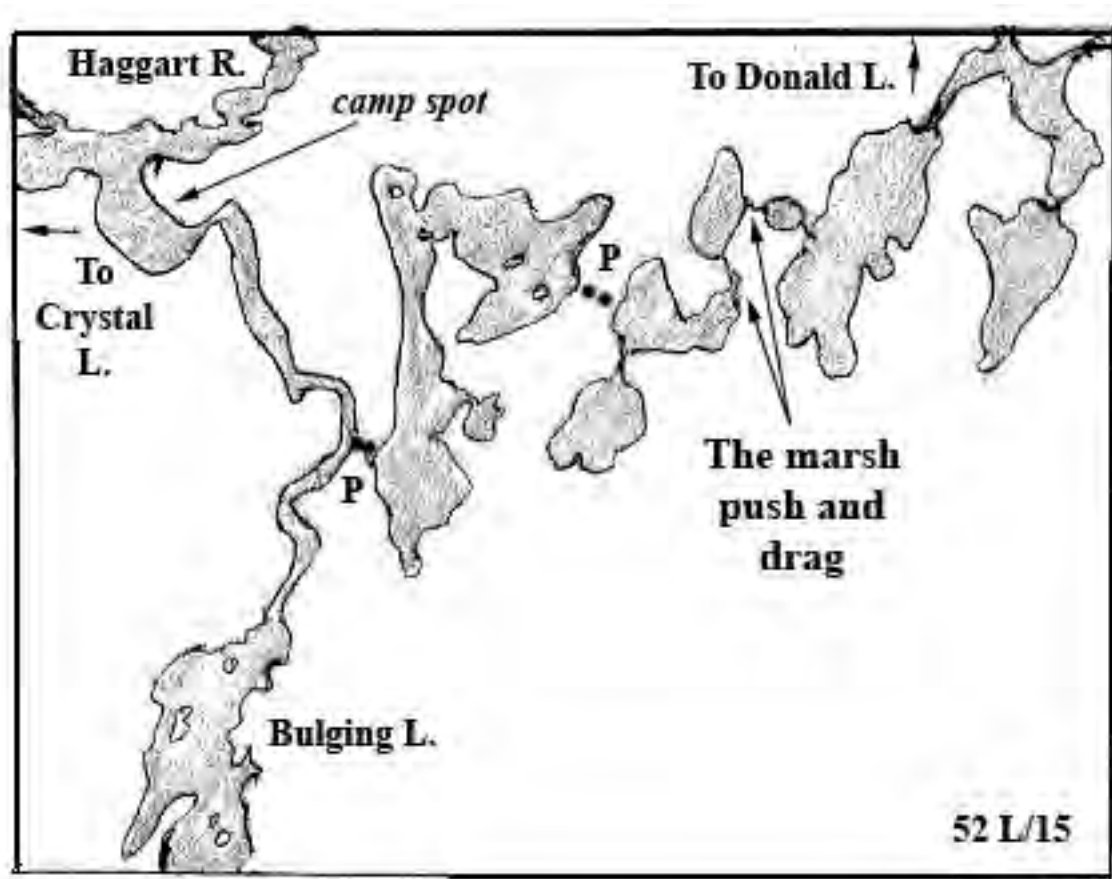 Haggart R.
To Donald L.
camp spot
To
Crystal
L.
P
P
The marsh
push and
drag
Bulging L.
52 L/15